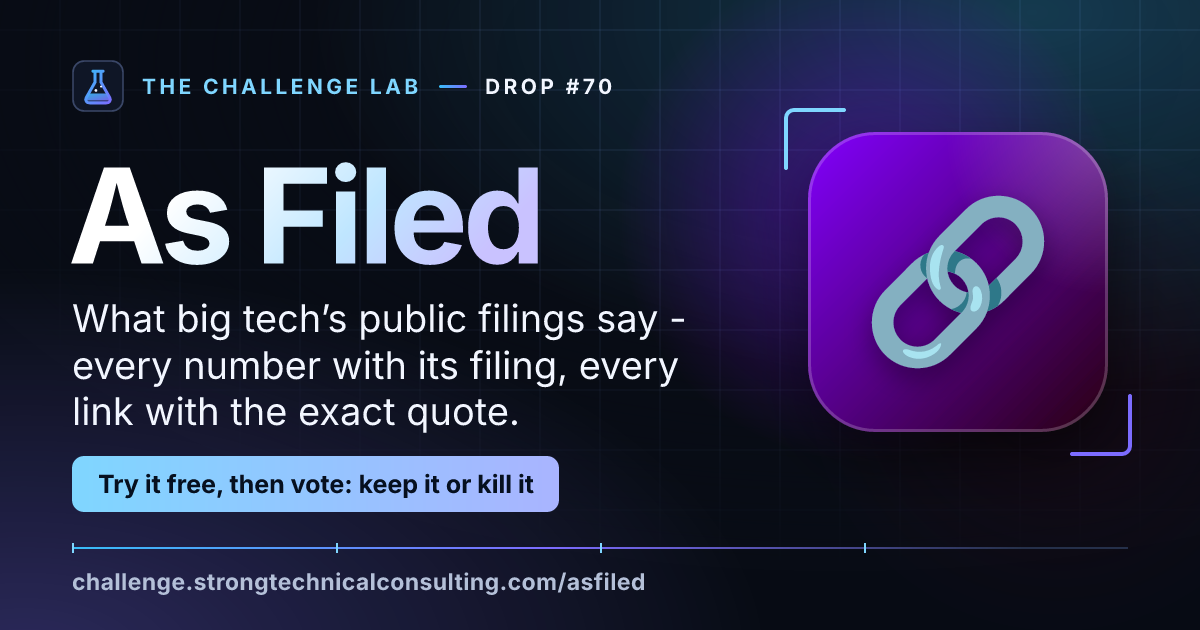 THE CHALLENGE LAB — DROP #70
As Filed
What big tech’s public filings say -
every number with its filing, every
link with the exact quote.
Try it free, then vote: keep it or kill it
challenge.strongtechnicalconsulting.com/asfiled